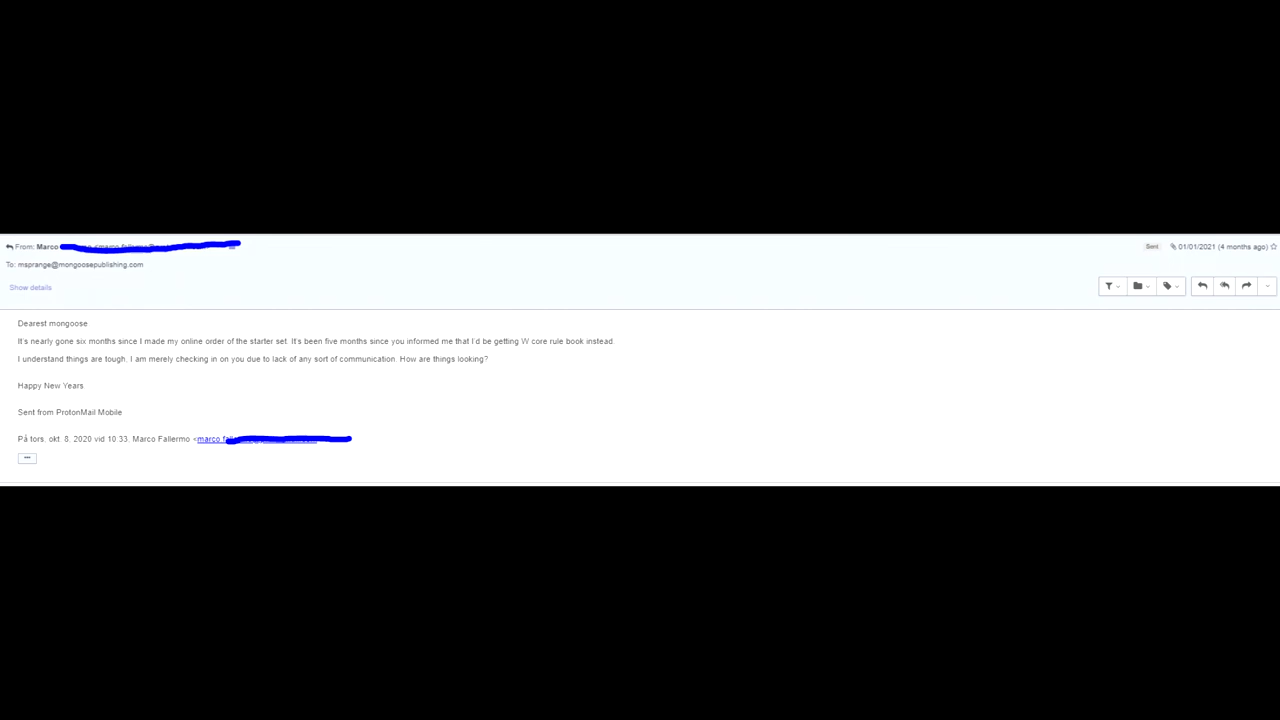 From: Marco
Sent 01/01/2021 (4 months ago)
To: msprange@mongoosepublishing.com
Show details
Dearest mongoose
It's nearly gone six months since I made my online order of the starter set. It's been five months since you informed me that I'd be getting W core rule book instead.
I understand things are tough. I am merely checking in on you due to lack of any sort of communication. How are things looking?
Happy New Years
Sent from ProtonMail Mobile
På tors. okt. 8. 2020 vid 10.33. Marco Fallermo <